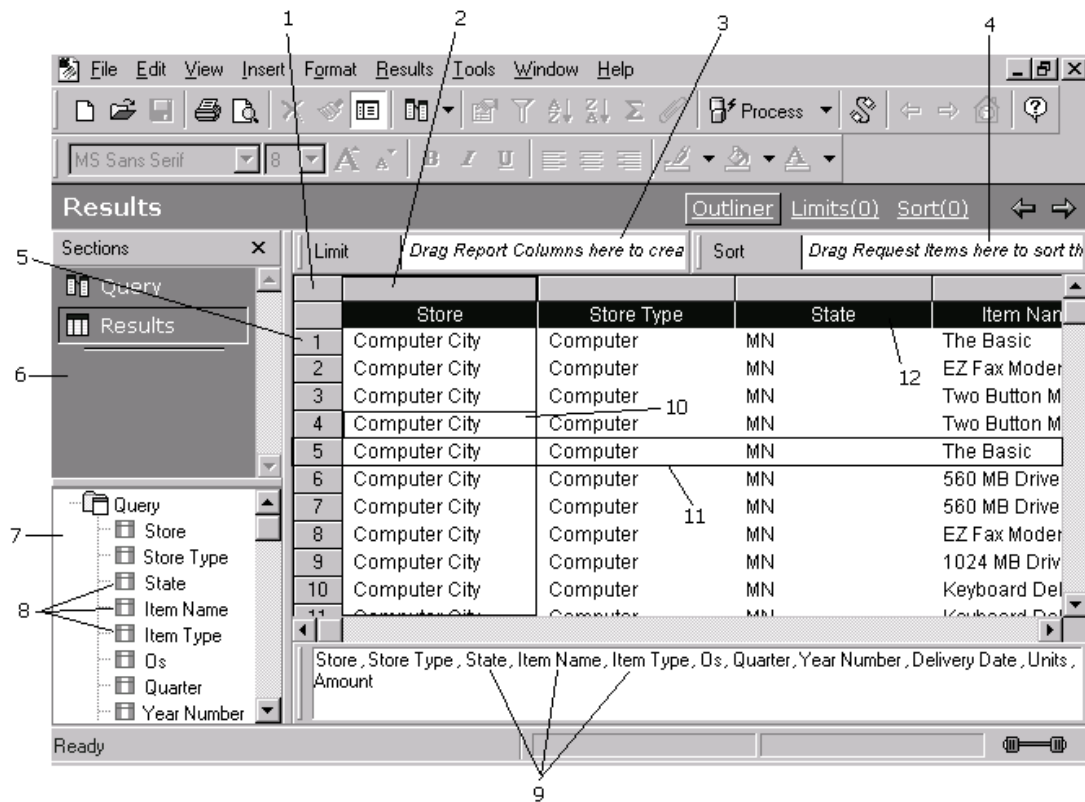 1 2 3 4
File Edit View Insert Format Results Tools Window Help
Process
MS Sans Serif 8 A A B I U A
Results Outliner Limits(0) Sort(0)
Sections Limit Drag Report Columns here to crea Sort Drag Request Items here to sort th
5
Query
Results
6
Store Store Type State Item Nan
1 Computer City Computer MN The Basic
2 Computer City Computer MN EZ Fax Moder
12
3 Computer City Computer MN Two Button M
10
4 Computer City Computer MN Two Button M
5 Computer City Computer MN The Basic
6 Computer City Computer MN 560 MB Drive
7 Computer City Computer MN 560 MB Drive
11
8 Computer City Computer MN EZ Fax Moder
9 Computer City Computer MN 1024 MB Driv
10 Computer City Computer MN Keyboard Del
11 Computer City Computer MN Keyboard Del
Query
7
Store
Store Type
State
8
Item Name
Item Type
Os
Quarter
Year Number
Store , Store Type , State , Item Name , Item Type , Os , Quarter , Year Number , Delivery Date , Units ,
Amount
Ready
9